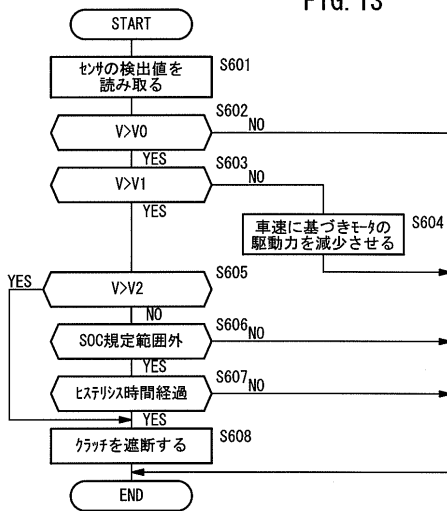 FIG. 13
START
センサの検出値を
読み取る
S601
V>V0
S602
NO
YES
V>V1
S603
NO
YES
車速に基づきモータの
駆動力を減少させる
S604
YES
V>V2
S605
NO
SOC規定範囲外
S606
NO
YES
ヒステリシス時間経過
S607
NO
YES
クラッチを遮断する
S608
END